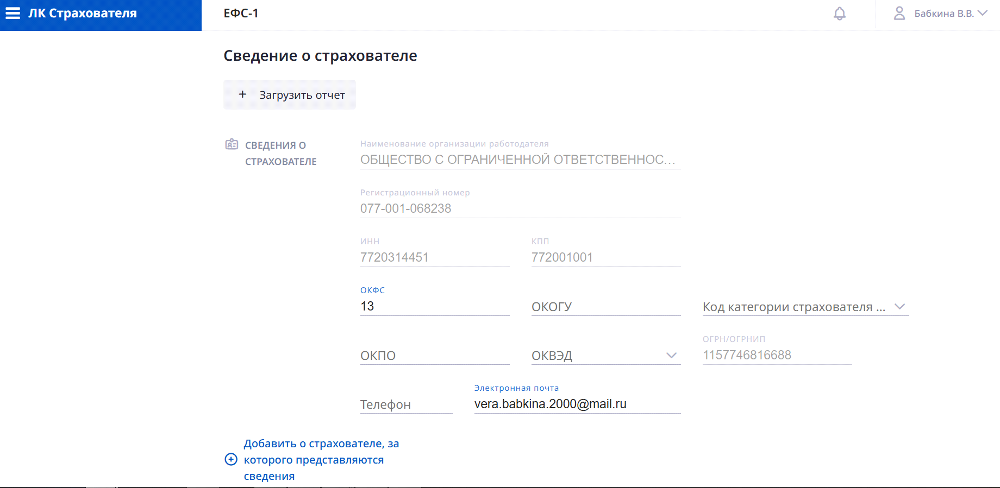 ЛК Страхователя
ЕФС-1
Бабкина В.В.
Сведение о страхователе
+ Загрузить отчет
СВЕДЕНИЯ О
СТРАХОВАТЕЛЕ
Наименование организации работодателя
ОБЩЕСТВО С ОГРАНИЧЕННОЙ ОТВЕТСТВЕННОС...
Регистрационный номер
077-001-068238
ИНН
7720314451
КПП
772001001
ОКФС
13
ОКОГУ
Код категории страхователя ...
ОКПО
ОКВЭД
ОГРН/ОГРНИП
1157746816688
Телефон
Электронная почта
vera.babkina.2000@mail.ru
Добавить о страхователе, за
которого представляются
сведения